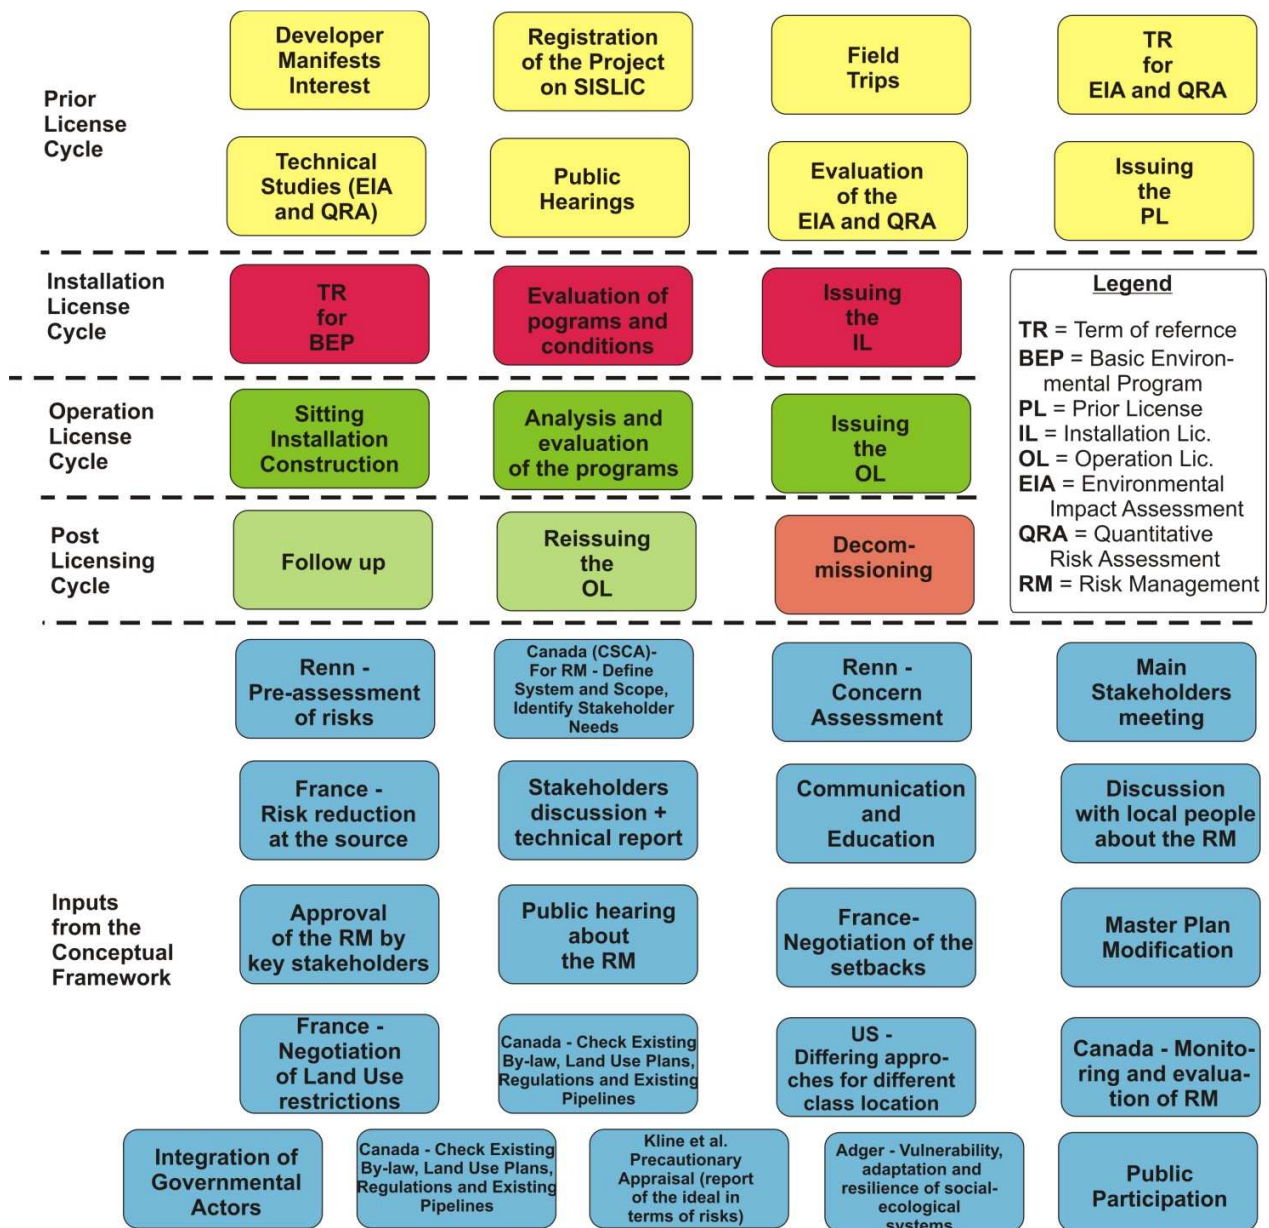 Prior
License
Cycle
Developer
Manifests
Interest
Registration
of the Project
on SISLIC
Field
Trips
TR
for
EIA and QRA
Technical
Studies (EIA
and QRA)
Public
Hearings
Evaluation
of the
EIA and QRA
Issuing
the
PL
Installation
License
Cycle
TR
for
BEP
Evaluation of
pograms and
conditions
Issuing
the
IL
Operation
License
Cycle
Sitting
Installation
Construction
Analysis and
evaluation
of the programs
Issuing
the
OL
Post
Licensing
Cycle
Follow up
Reissuing
the
OL
Decom-
missioning
Legend
TR = Term of refernce
BEP = Basic Environ-
mental Program
PL = Prior License
IL = Installation Lic.
OL = Operation Lic.
EIA = Environmental
Impact Assessment
QRA = Quantitative
Risk Assessment
RM = Risk Management
Inputs
from the
Conceptual
Framework
Renn -
Pre-assessment
of risks
Canada (CSCA)-
For RM - Define
System and Scope,
Identify Stakeholder
Needs
Renn -
Concern
Assessment
Main
Stakeholders
meeting
France -
Risk reduction
at the source
Stakeholders
discussion +
technical report
Communication
and
Education
Discussion
with local people
about the RM
Approval
of the RM by
key stakeholders
Public hearing
about
the RM
France-
Negotiation of the
setbacks
Master Plan
Modification
France -
Negotiation
of Land Use
restrictions
Canada - Check Existing
By-law, Land Use Plans,
Regulations and Existing
Pipelines
US -
Differing appro-
ches for different
class location
Canada - Monito-
ring and evalua-
tion of RM
Integration of
Governmental
Actors
Canada - Check Existing
By-law, Land Use Plans,
Regulations and Existing
Pipelines
Kline et al.
Precautionary
Appraisal (report
of the ideal in
terms of risks)
Adger - Vulnerability,
adaptation and
resilience of social-
ecological
systems
Public
Participation